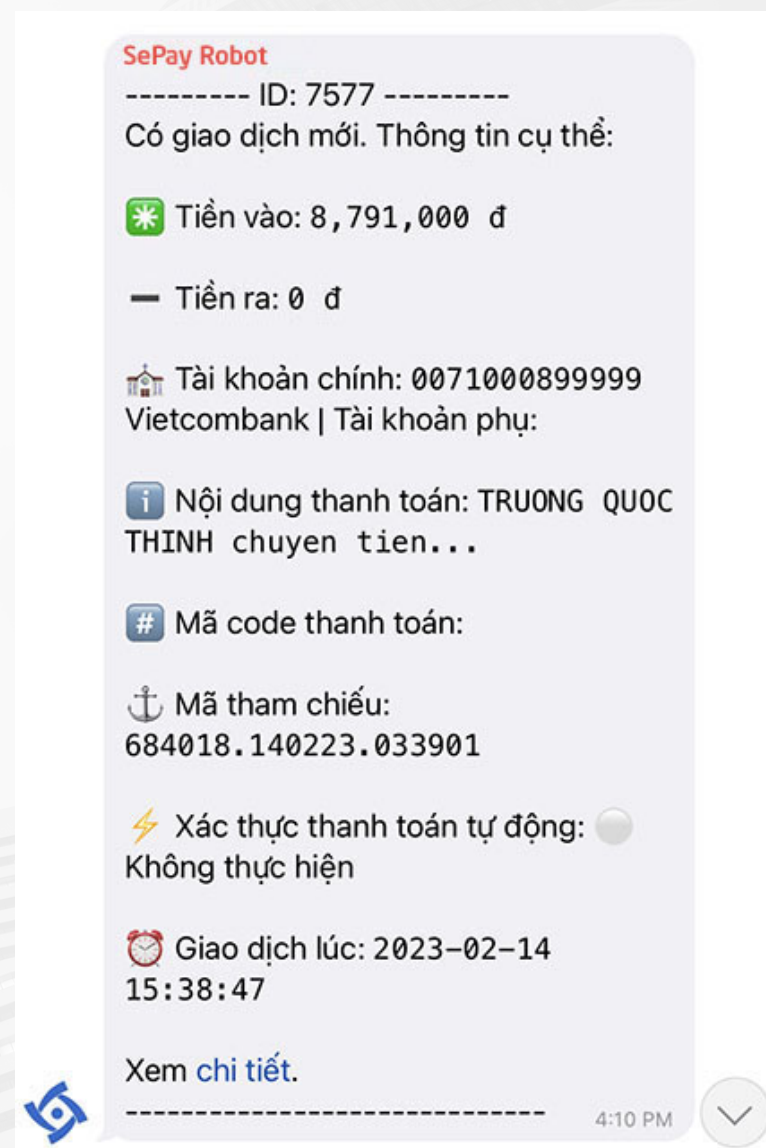 SePay Robot
--------- ID: 7577 ---------
Có giao dịch mới. Thông tin cụ thể:
✳️ Tiền vào: 8,791,000 đ
➖ Tiền ra: 0 đ
💒 Tài khoản chính: 0071000899999
Vietcombank | Tài khoản phụ:
ℹ️ Nội dung thanh toán: TRUONG QUOC
THINH chuyen tien...
#️⃣ Mã code thanh toán:
⚓ Mã tham chiếu:
684018.140223.033901
⚡ Xác thực thanh toán tự động: ⚪
Không thực hiện
⏰ Giao dịch lúc: 2023-02-14
15:38:47
Xem chi tiết.
------------------------------
4:10 PM